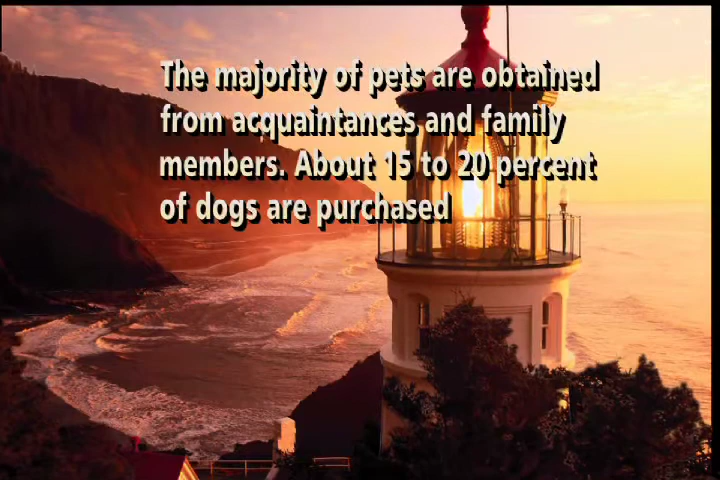 The majority of pets are obtained
from acquaintances and family
members. About 15 to 20 percent
of dogs are purchased